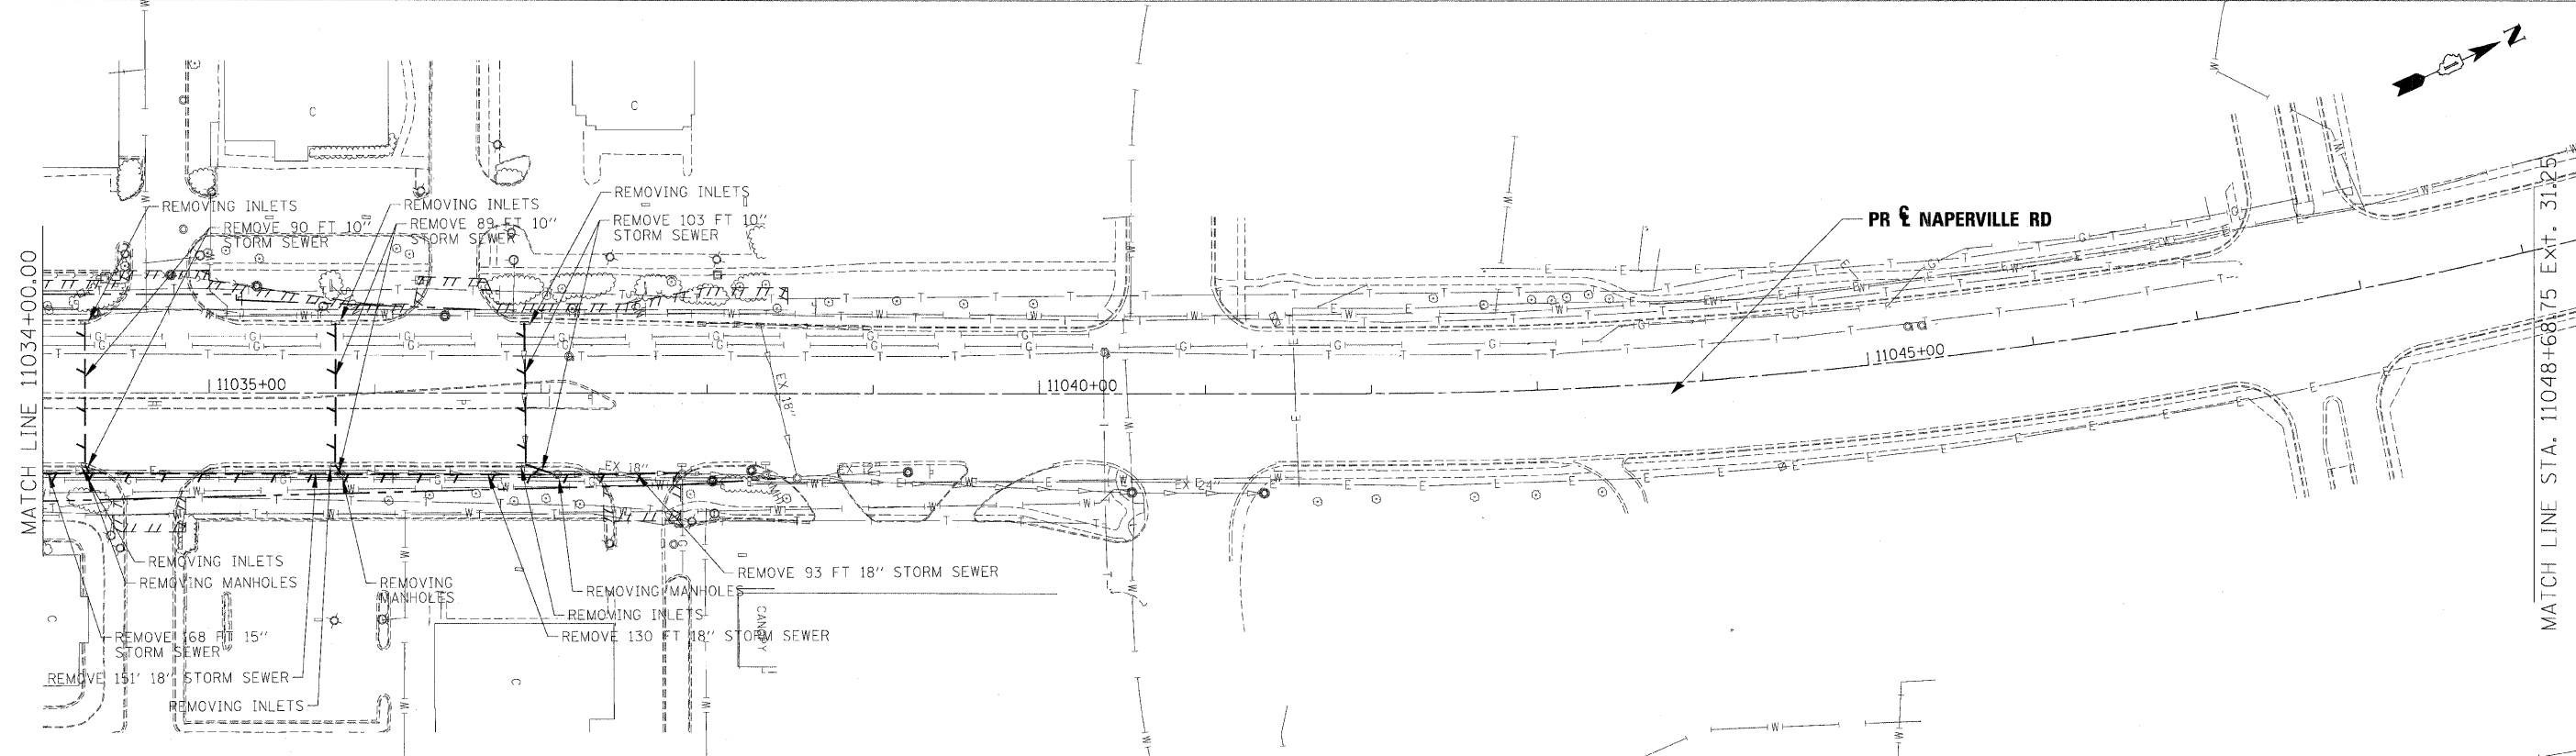 N
REMOVING INLETS
REMOVE 90 FT 10"
STORM SEWER
REMOVING INLETS
REMOVE 89 FT 10"
STORM SEWER
REMOVING INLETS
REMOVE 103 FT 10"
STORM SEWER
PR ℄ NAPERVILLE RD
MATCH LINE 11034+00.00
11035+00
11040+00
11045+00
MATCH LINE STA. 11048+68.75 Ext. 31.25
EX 18"
EX 18"
EX 12"
EX 24"
REMOVING INLETS
REMOVING MANHOLES
REMOVING
MANHOLES
REMOVE 93 FT 18" STORM SEWER
REMOVING MANHOLES
REMOVING INLETS
REMOVE 130 FT 18" STORM SEWER
CANOPY
REMOVE 168 FT 15"
STORM SEWER
REMOVE 151' 18" STORM SEWER
REMOVING INLETS
C
C
C
C